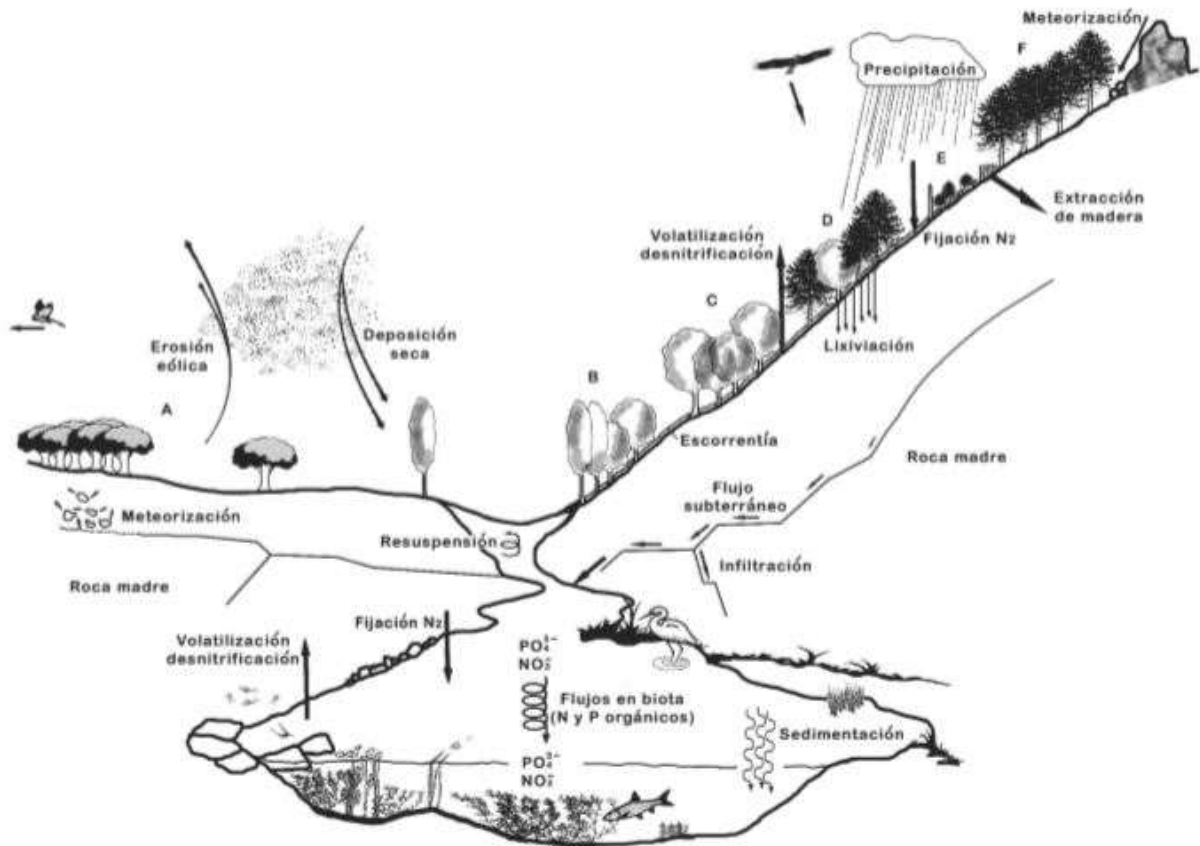 Meteorización
F
Precipitación
E
Extracción
de madera
D
Volatilización
desnitrificación
Fijación N2
C
Lixiviación
Erosión
eólica
Deposición
seca
A
B
Escorrentía
Roca madre
Flujo
subterráneo
Meteorización
Resuspensión
Infiltración
Roca madre
Fijación N2
Volatilización
desnitrificación
PO₄³⁻
NO₃⁻
Flujos en biota
(N y P orgánicos)
Sedimentación
PO₄³⁻
NO₃⁻